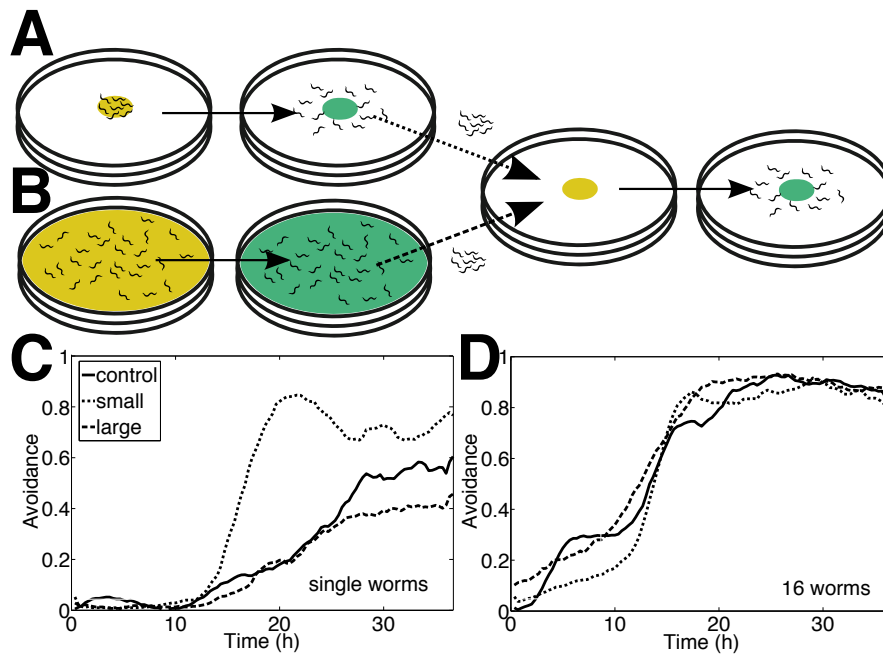 A
B
C
D
1
0.8
0.6
0.4
0.2
0
Avoidance
control
small
large
single worms
0
10
20
30
Time (h)
1
0.8
0.6
0.4
0.2
0
Avoidance
16 worms
0
10
20
30
Time (h)